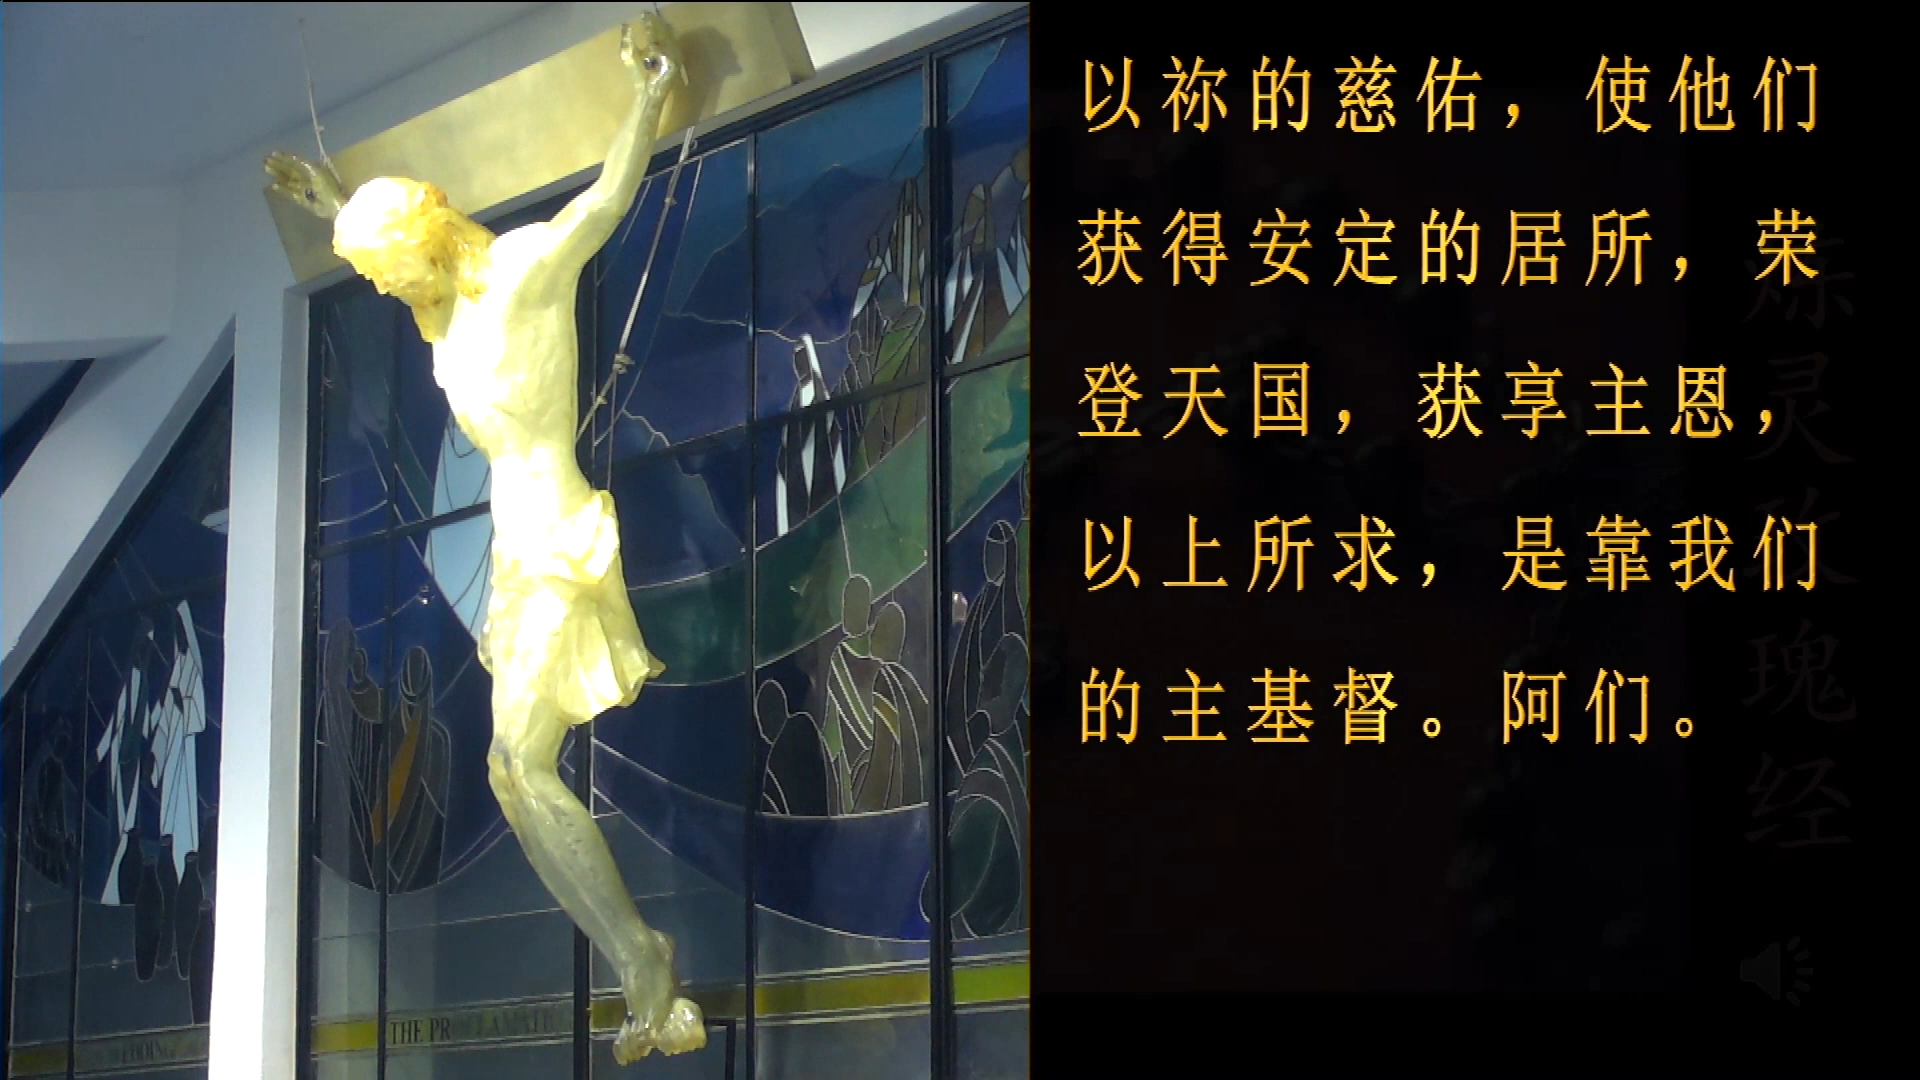 以祢的慈佑，使他们
获得安定的居所，荣
登天国，获享主恩，
以上所求，是靠我们
的主基督。阿们。
炼灵玫瑰经
THE PROCLAMATI
WEDDING